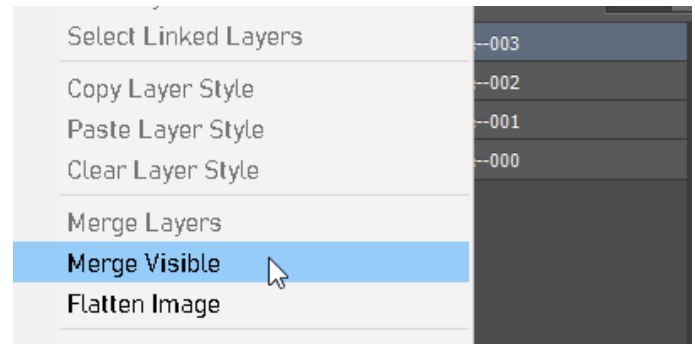 Select Linked Layers
Copy Layer Style
Paste Layer Style
Clear Layer Style
Merge Layers
Merge Visible
Flatten Image
--003
--002
--001
--000